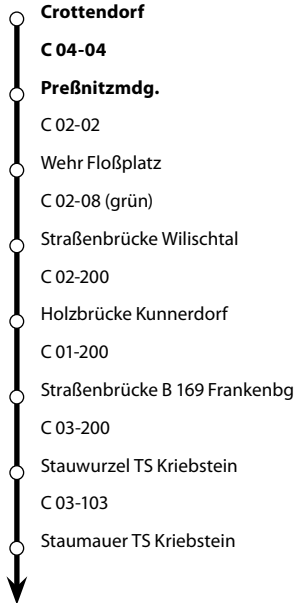 Crottendorf
C 04-04
Preßnitzmdg.
C 02-02
Wehr Floßplatz
C 02-08 (grün)
Straßenbrücke Wilischtal
C 02-200
Holzbrücke Kunnerdorf
C 01-200
Straßenbrücke B 169 Frankenbg
C 03-200
Stauwurzel TS Kriebstein
C 03-103
Staumauer TS Kriebstein